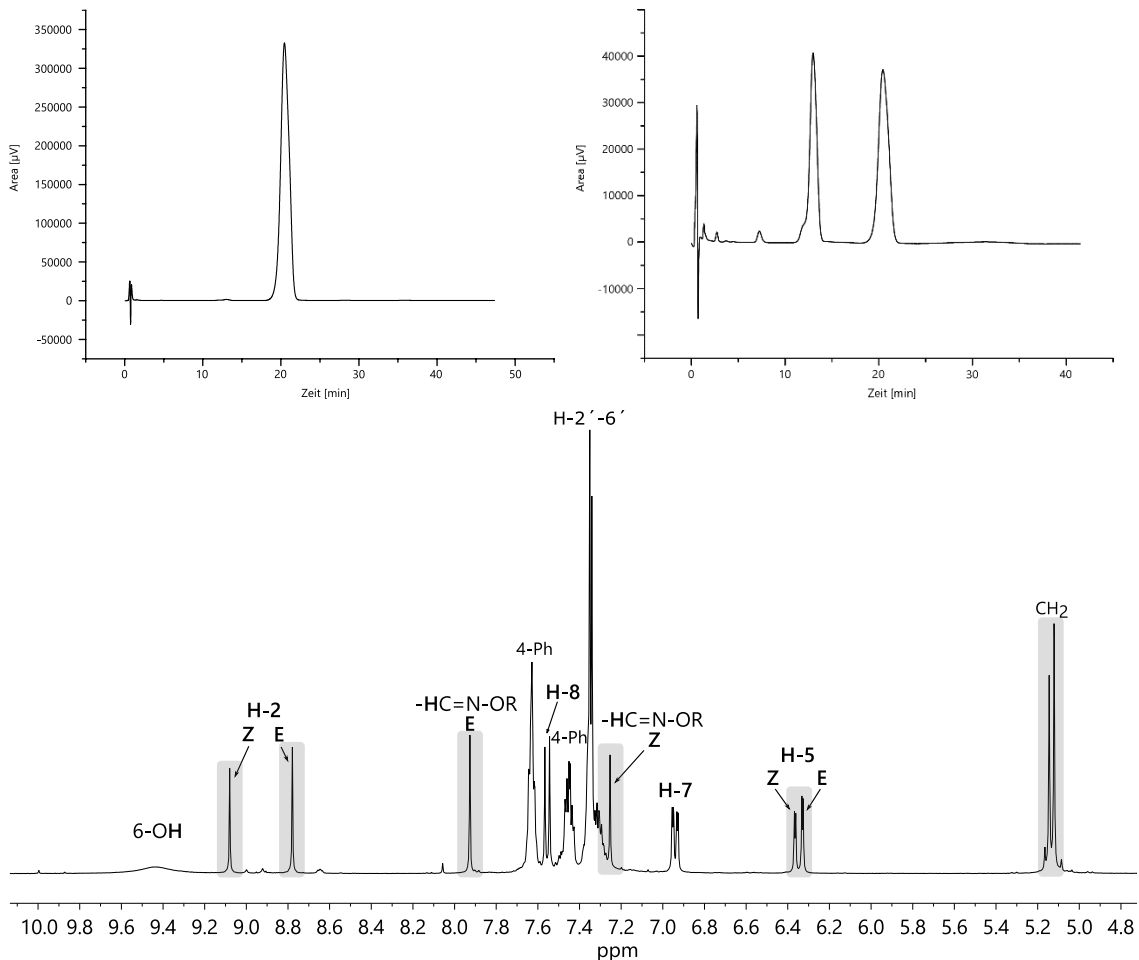 350000
300000
250000
200000
150000
100000
50000
0
-50000
Area [µV]
0 10 20 30 40 50
Zeit [min]
40000
30000
20000
10000
0
-10000
Area [µV]
0 10 20 30 40
Zeit [min]
H-2´-6´
CH2
4-Ph
H-8
-HC=N-OR
E
-HC=N-OR
Z
4-Ph
H-2
Z E
H-5
Z E
H-7
6-OH
10.0 9.6 9.4 9.2 9.0 8.8 8.6 8.4 8.2 8.0 7.8 7.6 7.4 7.2 7.0 6.8 6.6 6.4 6.2 6.0 5.8 5.6 5.4 5.2 5.0 4.8
ppm